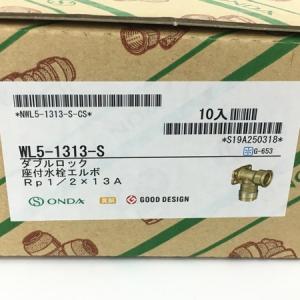 *NWL5-1313-S-CS*
10入
*S19A250318*
G-653
WL5-1313-S
ダブルロック
座付水栓エルボ
Rp1/2×13A
ONDA
GOOD DESIGN